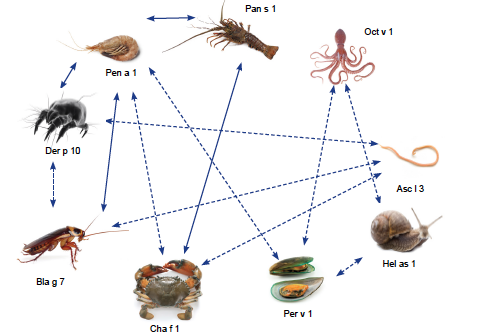 Pan s 1
Oct v 1
Pen a 1
Der p 10
Asc l 3
Hel as 1
Bla g 7
Per v 1
Cha f 1